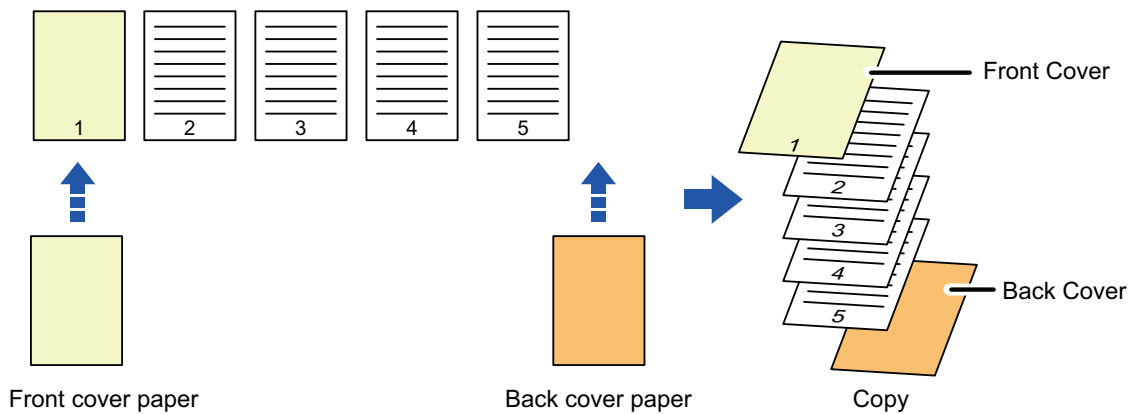 1 2 3 4 5
Front cover paper
Back cover paper
Front Cover
1
2
3
4
5
Back Cover
Copy